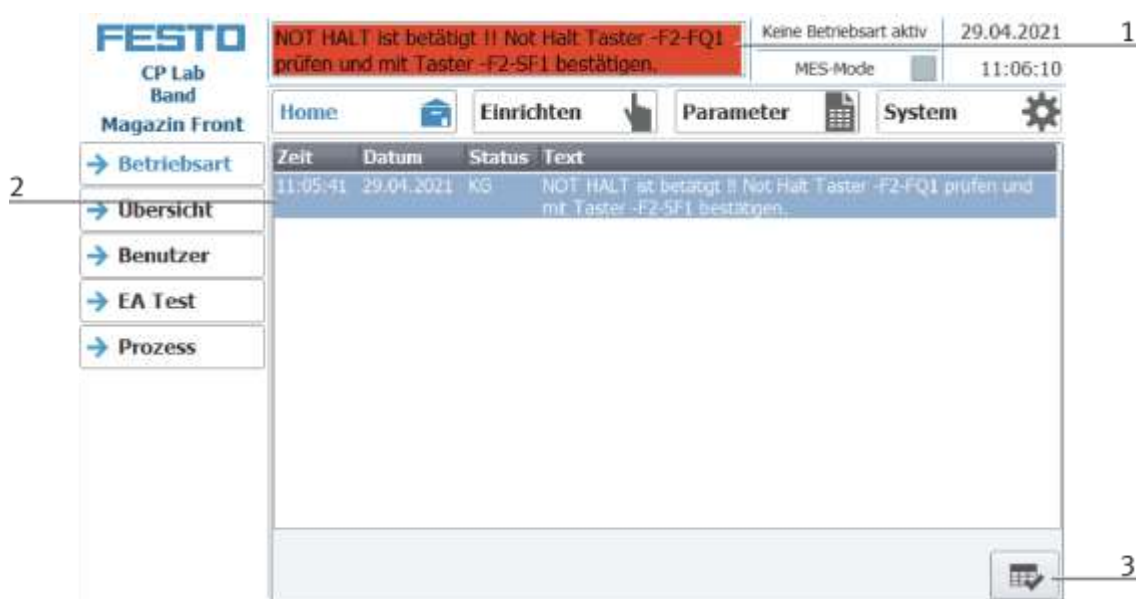 FESTO
CP Lab
Band
Magazin Front
NOT HALT ist betätigt !! Not Halt Taster -F2-FQ1
prüfen und mit Taster -F2-SF1 bestätigen.
Keine Betriebsart aktiv
29.04.2021
MES-Mode
11:06:10
1
Home
Einrichten
Parameter
System
Betriebsart
Übersicht
Benutzer
EA Test
Prozess
Zeit Datum Status Text
11:05:41 29.04.2021 KG NOT HALT ist betätigt !! Not Halt Taster -F2-FQ1 prüfen und
mit Taster -F2-SF1 bestätigen.
2
3